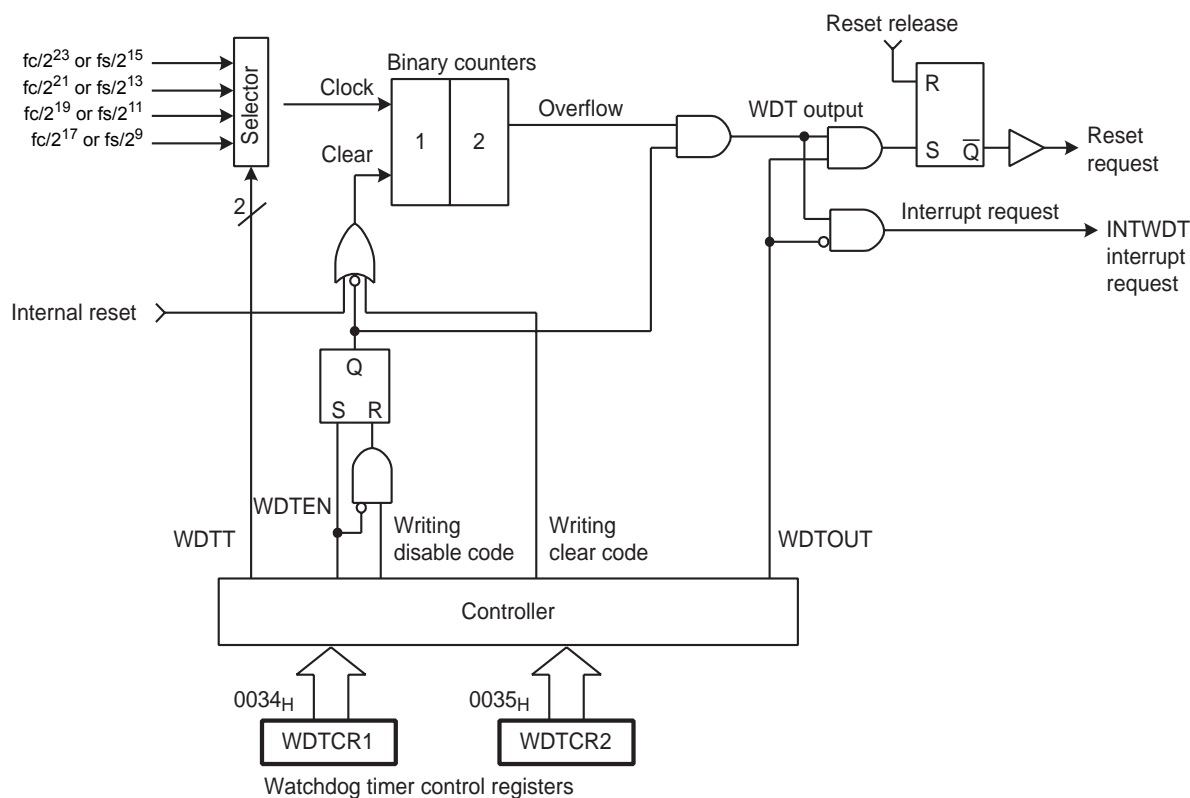 Reset release
fc/2^23 or fs/2^15
fc/2^21 or fs/2^13
fc/2^19 or fs/2^11
fc/2^17 or fs/2^9
Selector
Clock
Clear
Binary counters
1
2
Overflow
WDT output
R
S
Q̅
Reset
request
2
Interrupt request
INTWDT
interrupt
request
Internal reset
Q
S
R
WDTT
WDTEN
Writing
disable code
Writing
clear code
WDTOUT
Controller
0034H
0035H
WDTCR1
WDTCR2
Watchdog timer control registers